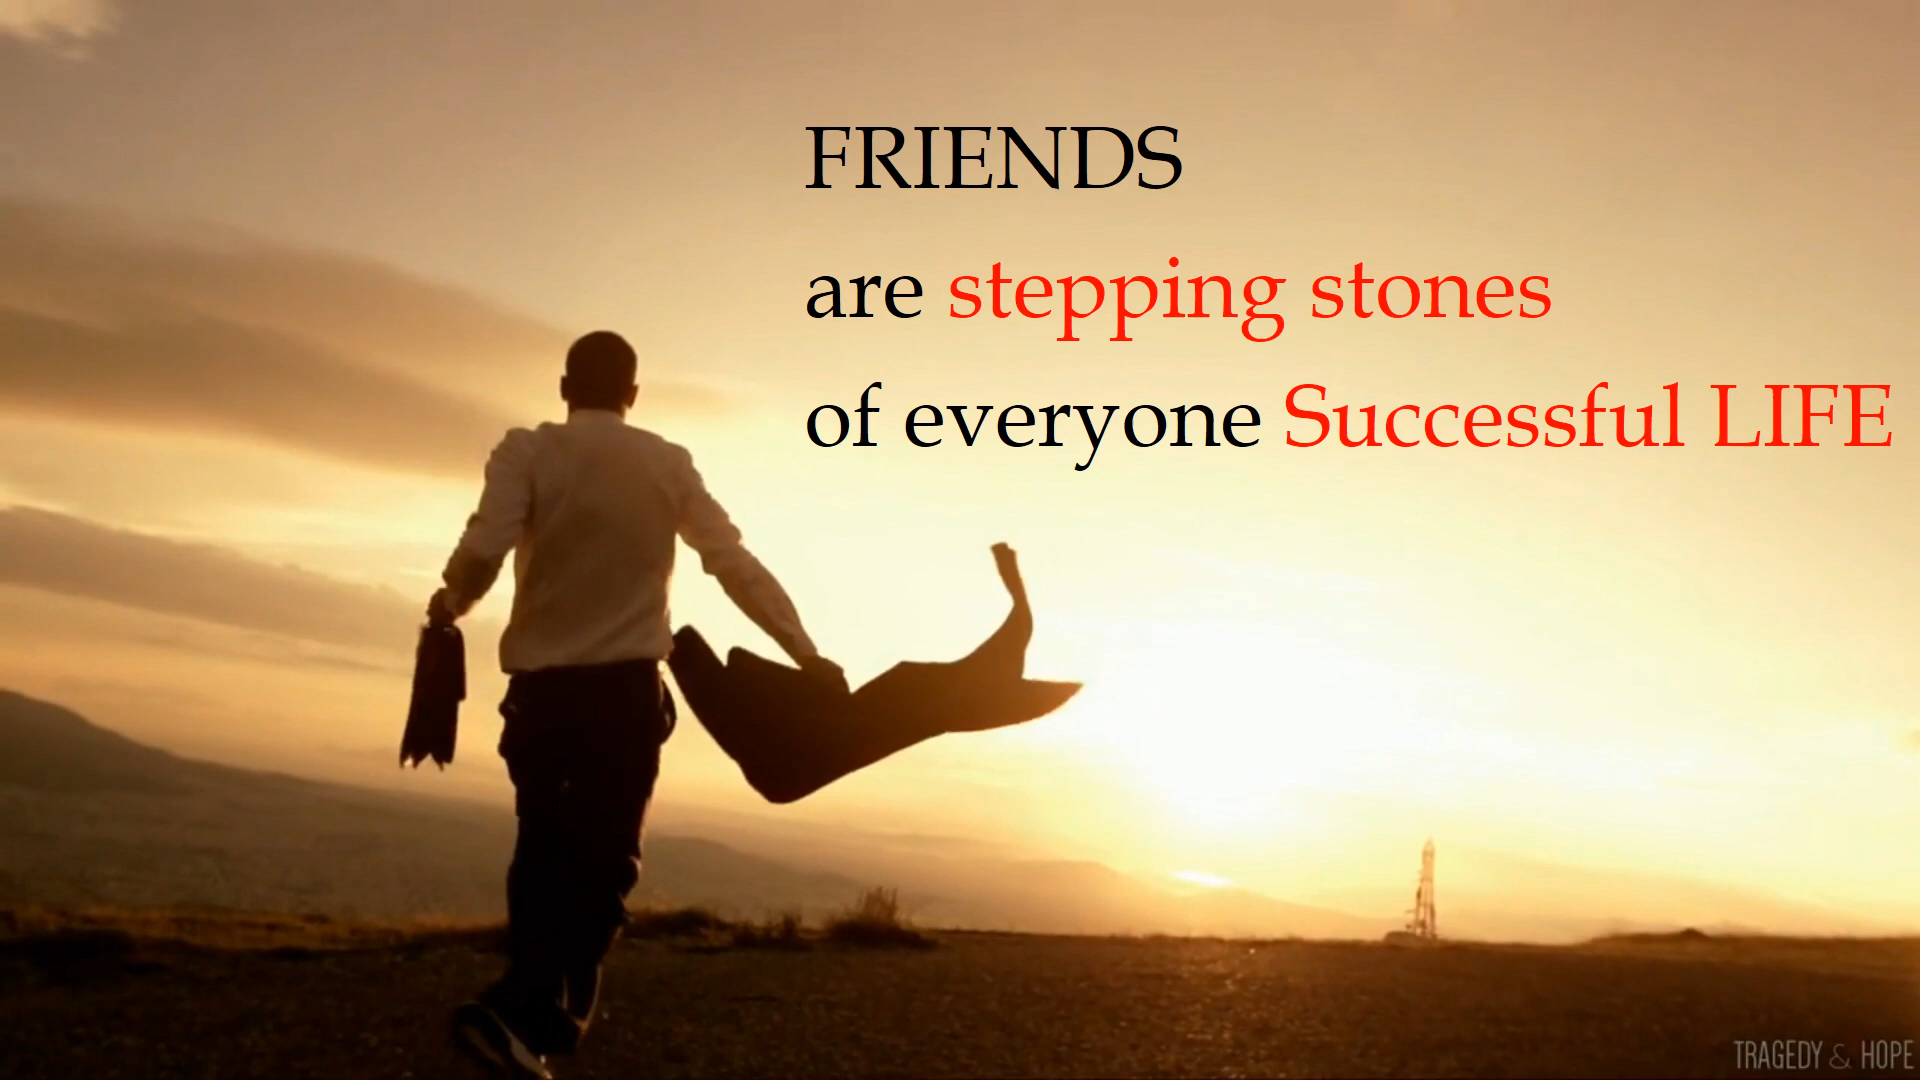 FRIENDS
are stepping stones
of everyone Successful LIFE
TRAGEDY & HOPE